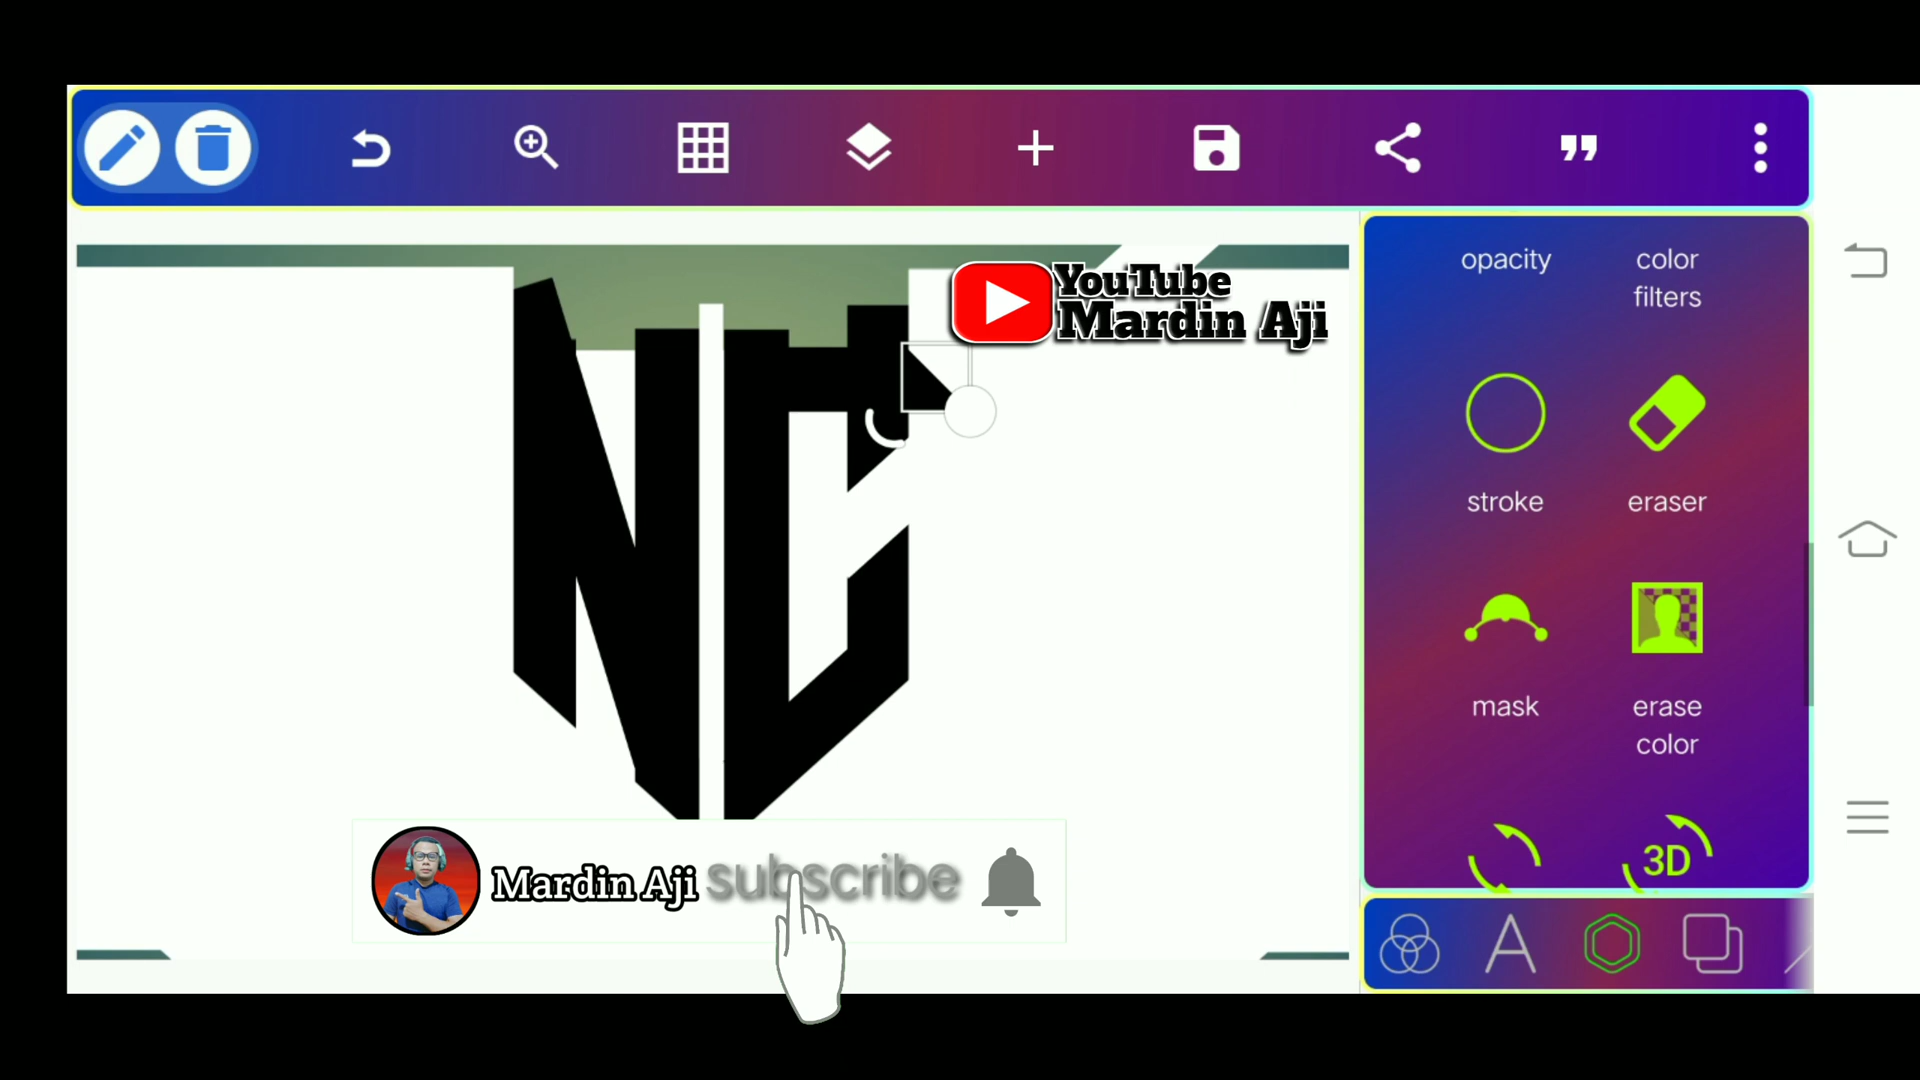 opacity
color
filters
YouTube
Mardin Aji
stroke
eraser
NC
mask
erase
color
3D
Mardin Aji subscribe
A